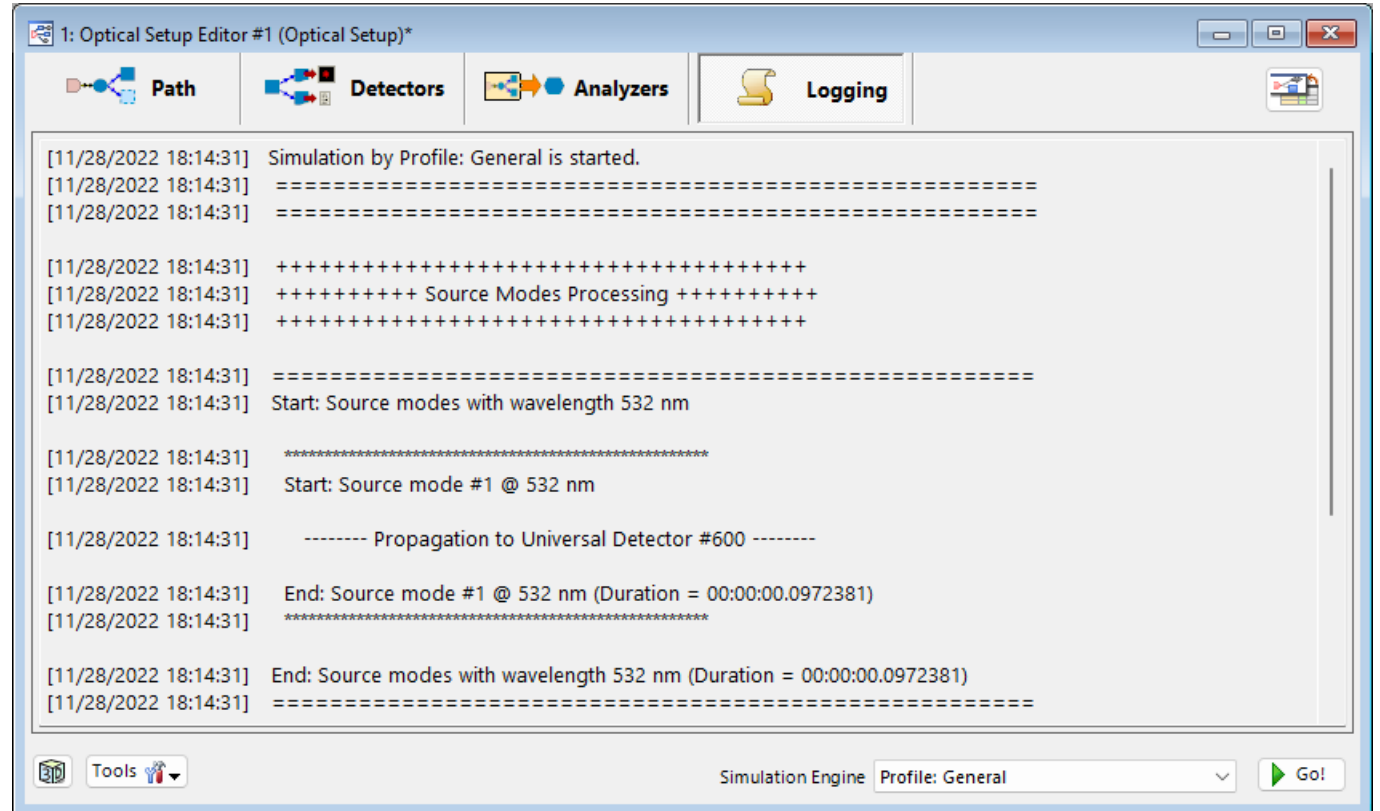 1: Optical Setup Editor #1 (Optical Setup)*
Path Detectors Analyzers Logging
[11/28/2022 18:14:31] Simulation by Profile: General is started.
[11/28/2022 18:14:31] =====================================================
[11/28/2022 18:14:31] =====================================================
[11/28/2022 18:14:31] +++++++++++++++++++++++++++++++++++++
[11/28/2022 18:14:31] ++++++++++ Source Modes Processing ++++++++++
[11/28/2022 18:14:31] +++++++++++++++++++++++++++++++++++++
[11/28/2022 18:14:31] =====================================================
[11/28/2022 18:14:31] Start: Source modes with wavelength 532 nm
[11/28/2022 18:14:31] *****************************************************
[11/28/2022 18:14:31] Start: Source mode #1 @ 532 nm
[11/28/2022 18:14:31] -------- Propagation to Universal Detector #600 --------
[11/28/2022 18:14:31] End: Source mode #1 @ 532 nm (Duration = 00:00:00.0972381)
[11/28/2022 18:14:31] *****************************************************
[11/28/2022 18:14:31] End: Source modes with wavelength 532 nm (Duration = 00:00:00.0972381)
[11/28/2022 18:14:31] =====================================================
3D Tools Simulation Engine Profile: General Go!